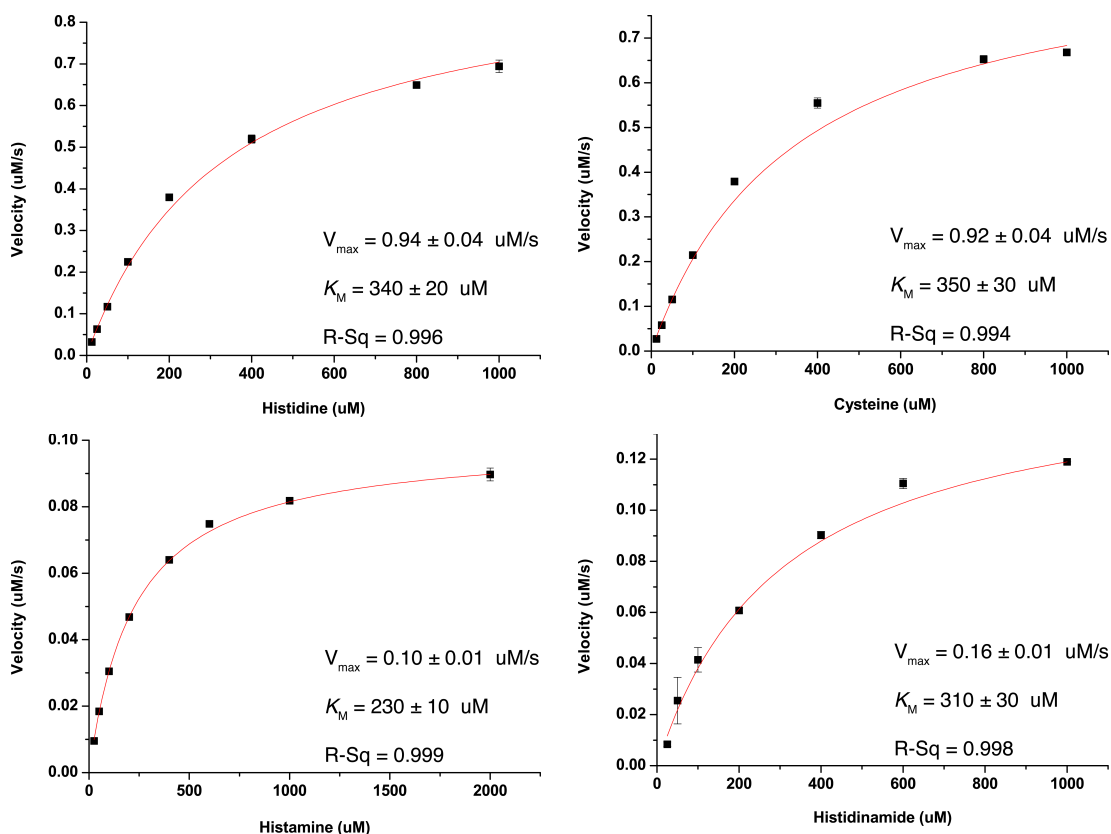 0.8
0.7
0.6
0.5
0.4
0.3
0.2
0.1
0.0
Velocity (uM/s)
Vmax = 0.94 ± 0.04 uM/s
KM = 340 ± 20 uM
R-Sq = 0.996
0 200 400 600 800 1000
Histidine (uM)
0.7
0.6
0.5
0.4
0.3
0.2
0.1
0.0
Velocity (uM/s)
Vmax = 0.92 ± 0.04 uM/s
KM = 350 ± 30 uM
R-Sq = 0.994
0 200 400 600 800 1000
Cysteine (uM)
0.10
0.08
0.06
0.04
0.02
0.00
Velocity (uM/s)
Vmax = 0.10 ± 0.01 uM/s
KM = 230 ± 10 uM
R-Sq = 0.999
0 500 1000 1500 2000
Histamine (uM)
0.12
0.10
0.08
0.06
0.04
0.02
0.00
Velocity (uM/s)
Vmax = 0.16 ± 0.01 uM/s
KM = 310 ± 30 uM
R-Sq = 0.998
0 200 400 600 800 1000
Histidinamide (uM)